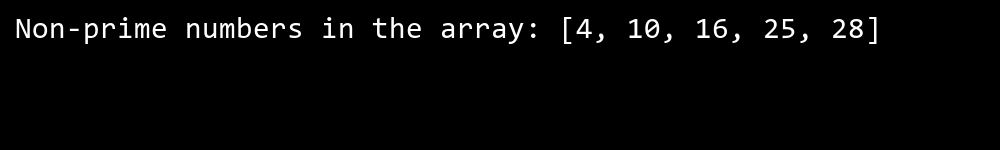 Non-prime numbers in the array: [4, 10, 16, 25, 28]